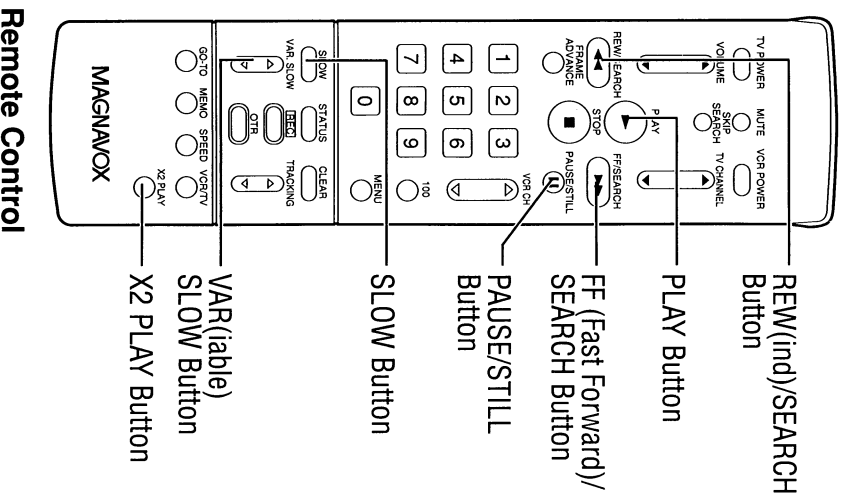 Remote Control
TV POWER
MUTE
VCR POWER
VOLUME
SKIP
SEARCH
TV CHANNEL
REW/SEARCH
PLAY
FF/SEARCH
FRAME
ADVANCE
STOP
PAUSE/STILL
1
2
3
VCR CH
4
5
6
7
8
9
100
0
MENU
SLOW
STATUS
CLEAR
VAR. SLOW
REC
TRACKING
OTR
GO-TO
MEMO
SPEED
VCR/TV
X2 PLAY
MAGNAVOX
REW(ind)/SEARCH
Button
PLAY Button
FF (Fast Forward)/
SEARCH Button
PAUSE/STILL
Button
SLOW Button
VAR(iable)
SLOW Button
X2 PLAY Button